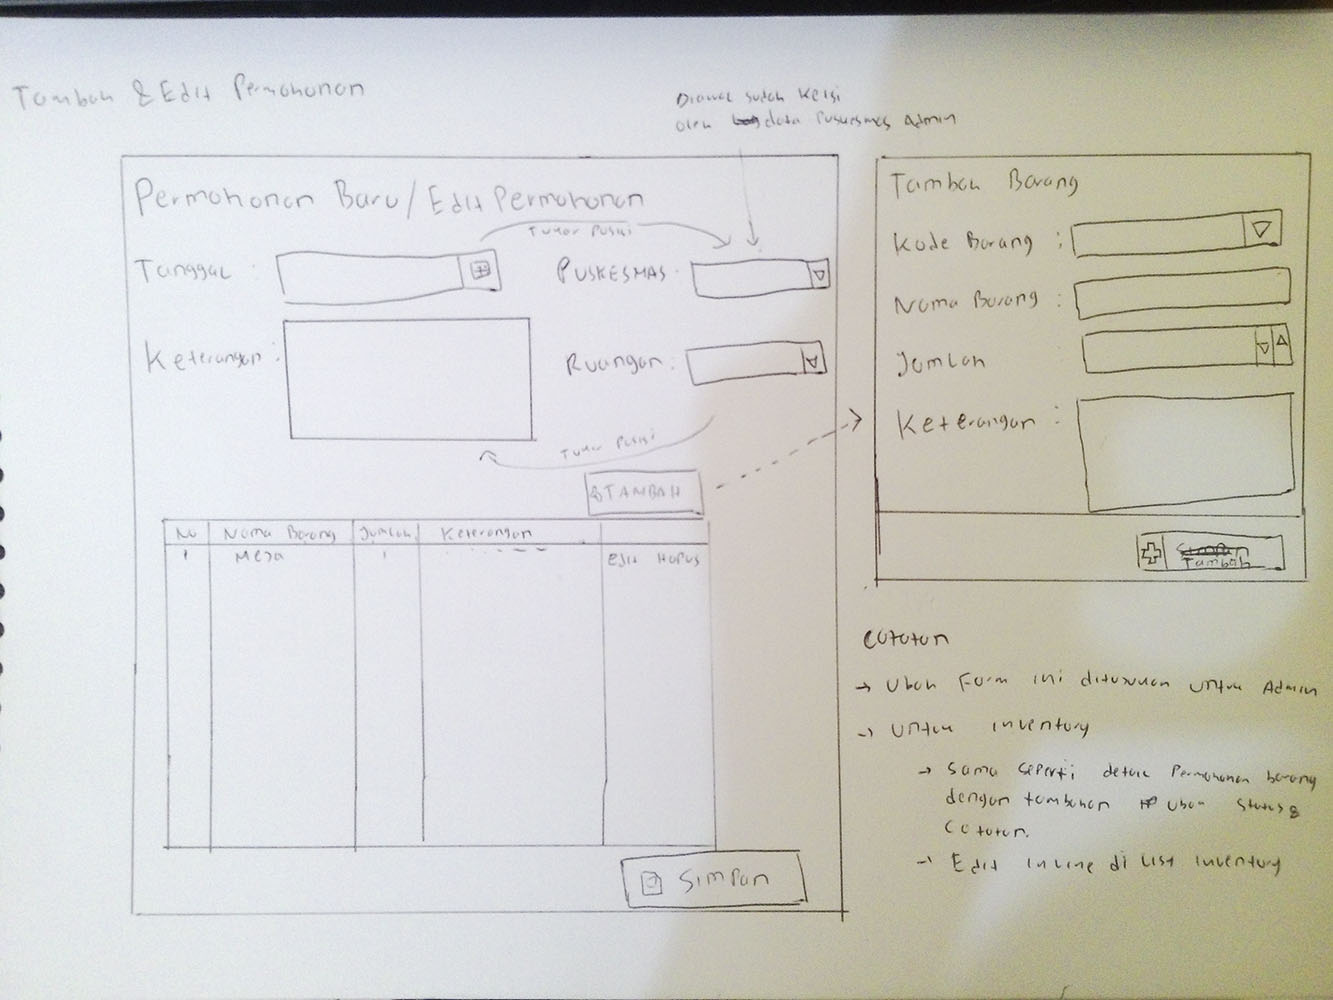 Tambah & Edit Permohonan
Diawal sudah keisi
oleh data Puskesmas Admin
Permohonan Baru / Edit Permohonan
Tukar Posisi
Tanggal :
PUSKESMAS :
Keterangan :
Ruangan :
Tukar Posisi
TAMBAH
No Nama Barang Jumlah Keterangan
1 Meja 1 Edit Hapus
Simpan
Tambah Barang
Kode Barang :
Nama Barang :
Jumlah
Keterangan :
Simpan
Tambah
Catatan
→ Ubah Form ini ditujukan untuk Admin
→ Untuk inventory
→ Sama seperti detail Permohonan barang
dengan tambahan ubah status &
Catatan.
→ Edit inline di list inventory